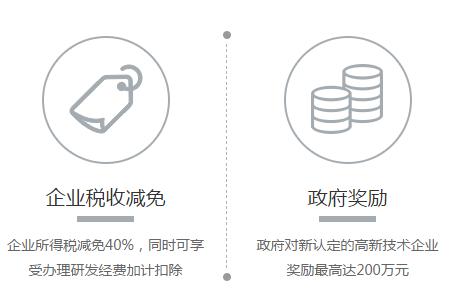 企业税收减免
企业所得税减免40%，同时可享
受办理研发经费加计扣除
政府奖励
政府对新认定的高新技术企业
奖励最高达200万元